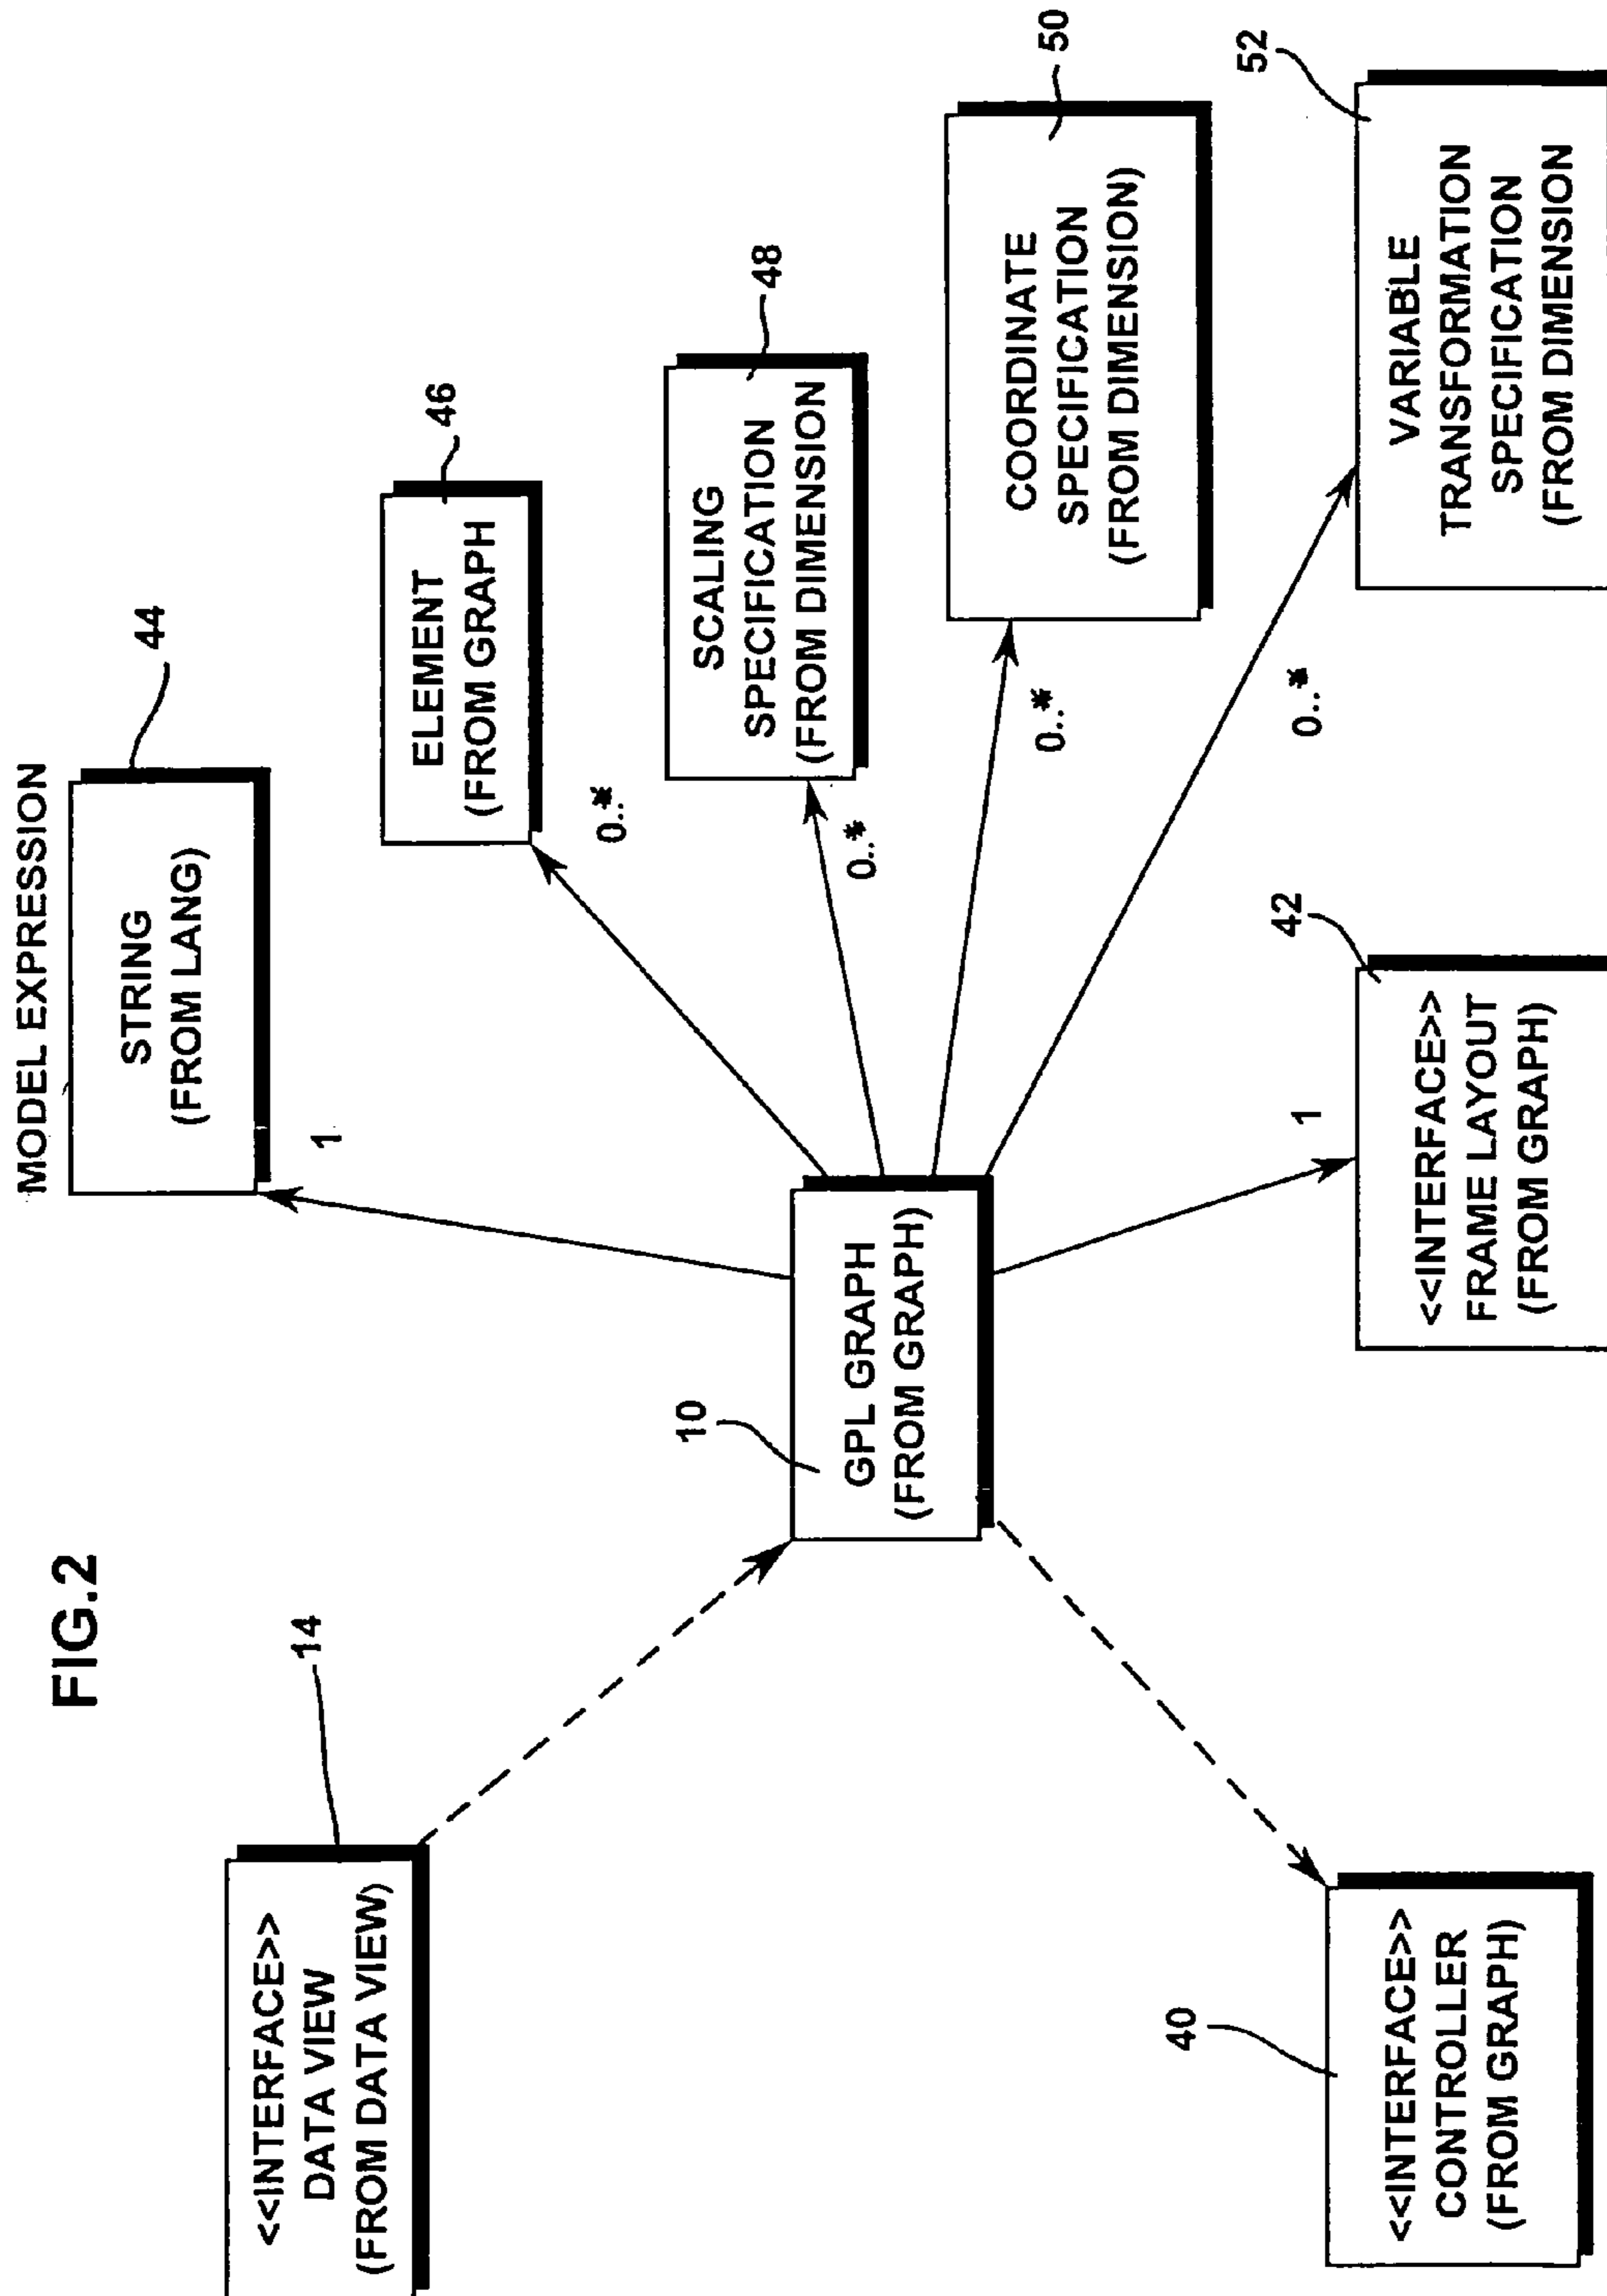 FIG.2
MODEL EXPRESSION
STRING
(FROM LANG)
44
1
<<INTERFACE>>
DATA VIEW
(FROM DATA VIEW)
14
ELEMENT
(FROM GRAPH)
46
0..*
SCALING
SPECIFICATION
(FROM DIMENSION)
48
0..*
10
GPL GRAPH
(FROM GRAPH)
COORDINATE
SPECIFICATION
(FROM DIMENSION)
50
0..*
40
<<INTERFACE>>
CONTROLLER
(FROM GRAPH)
1
42
<<INTERFACE>>
FRAME LAYOUT
(FROM GRAPH)
0..*
52
VARIABLE
TRANSFORMATION
SPECIFICATION
(FROM DIMENSION